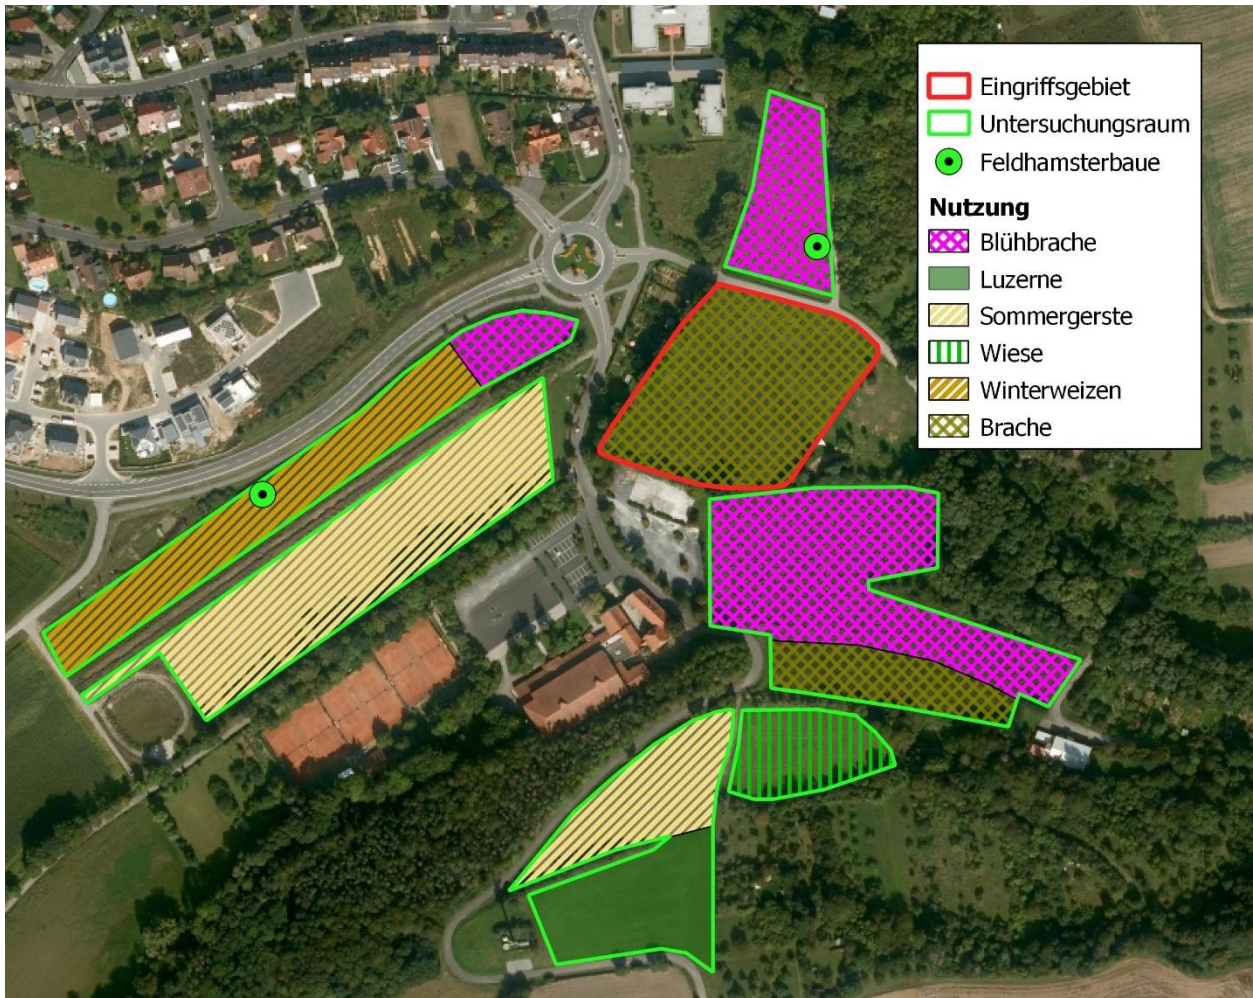 Eingriffsgebiet
Untersuchungsraum
Feldhamsterbaue
Nutzung
Blühbrache
Luzerne
Sommergerste
Wiese
Winterweizen
Brache